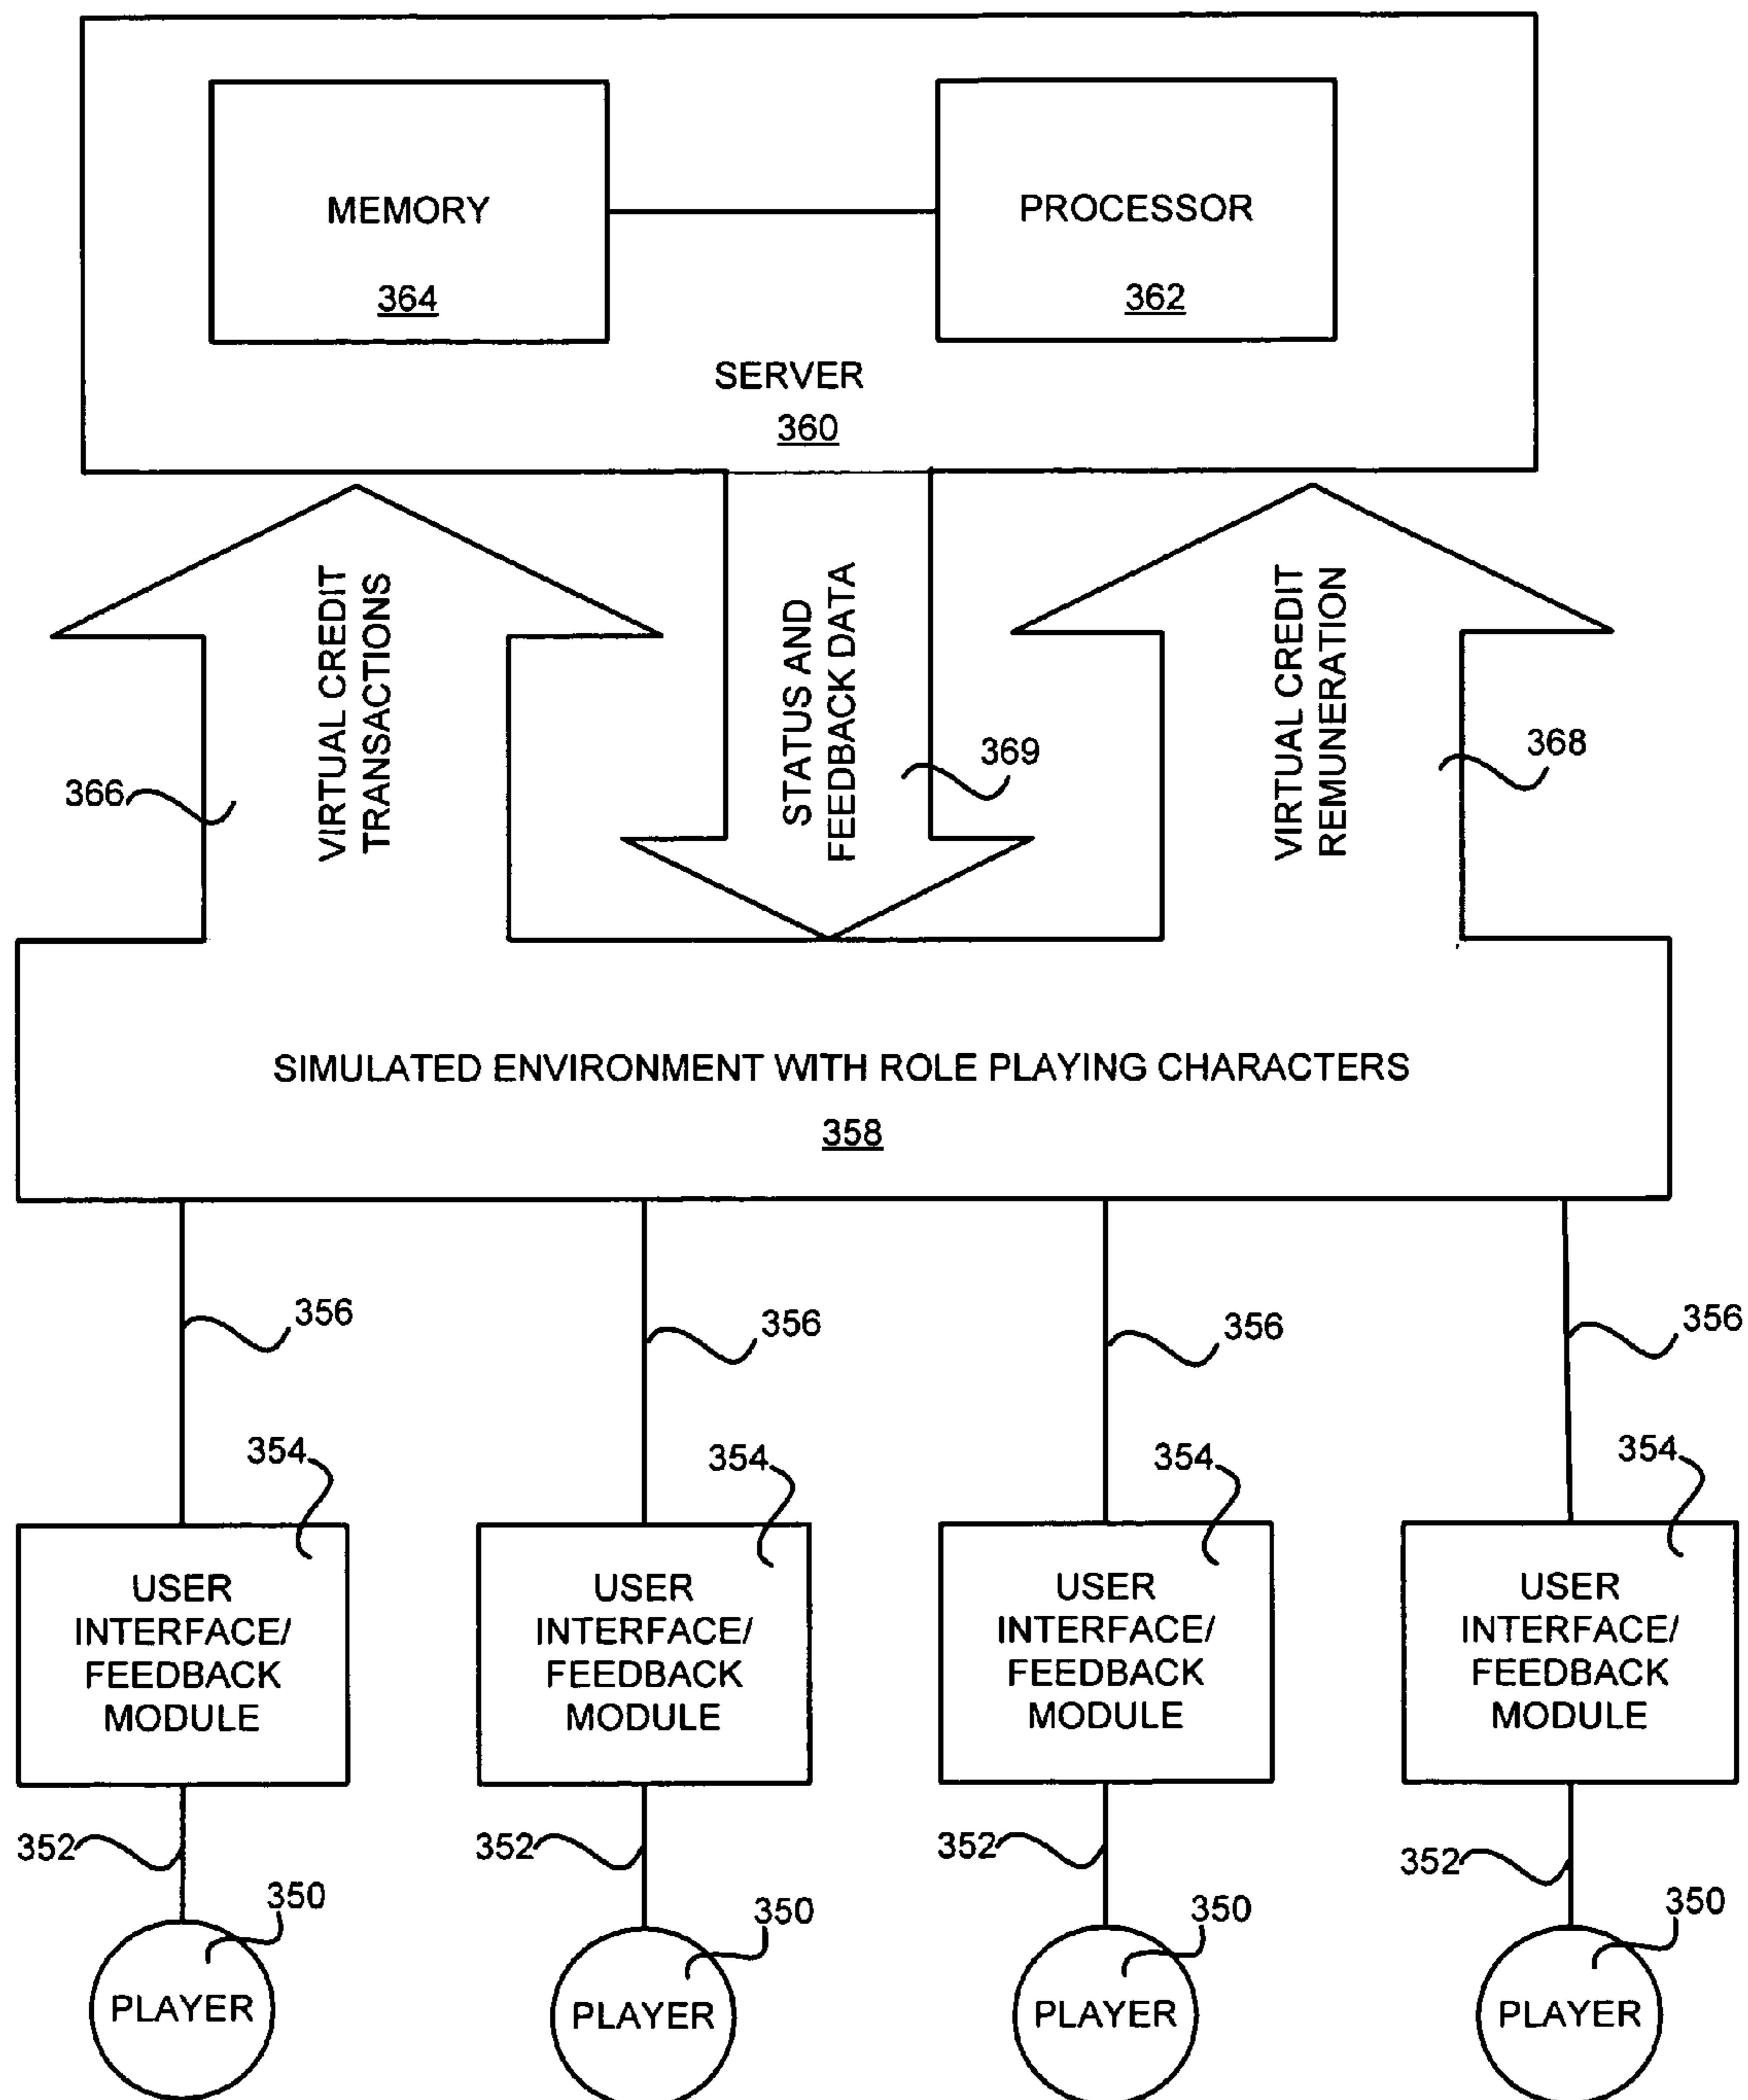 MEMORY
364
PROCESSOR
362
SERVER
360
VIRTUAL CREDIT
TRANSACTIONS
366
STATUS AND
FEEDBACK DATA
369
VIRTUAL CREDIT
REMUNERATION
368
SIMULATED ENVIRONMENT WITH ROLE PLAYING CHARACTERS
358
356
356
356
356
354
354
354
354
USER
INTERFACE/
FEEDBACK
MODULE
USER
INTERFACE/
FEEDBACK
MODULE
USER
INTERFACE/
FEEDBACK
MODULE
USER
INTERFACE/
FEEDBACK
MODULE
352
352
352
352
350
350
350
350
PLAYER
PLAYER
PLAYER
PLAYER